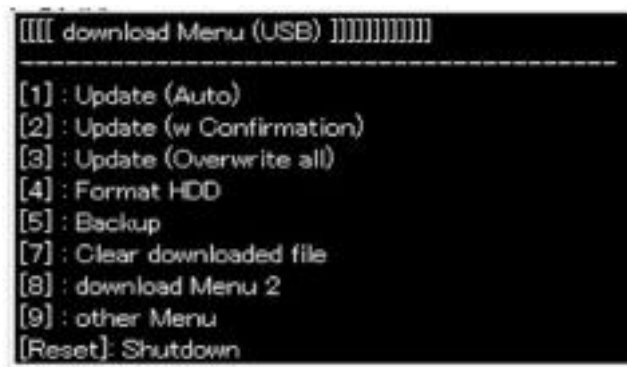 [[[[ download Menu (USB) ]]]]]]]]]]]]
--------------------------------------------
[1] : Update (Auto)
[2] : Update (w Confirmation)
[3] : Update (Overwrite all)
[4] : Format HDD
[5] : Backup
[7] : Clear downloaded file
[8] : download Menu 2
[9] : other Menu
[Reset]: Shutdown